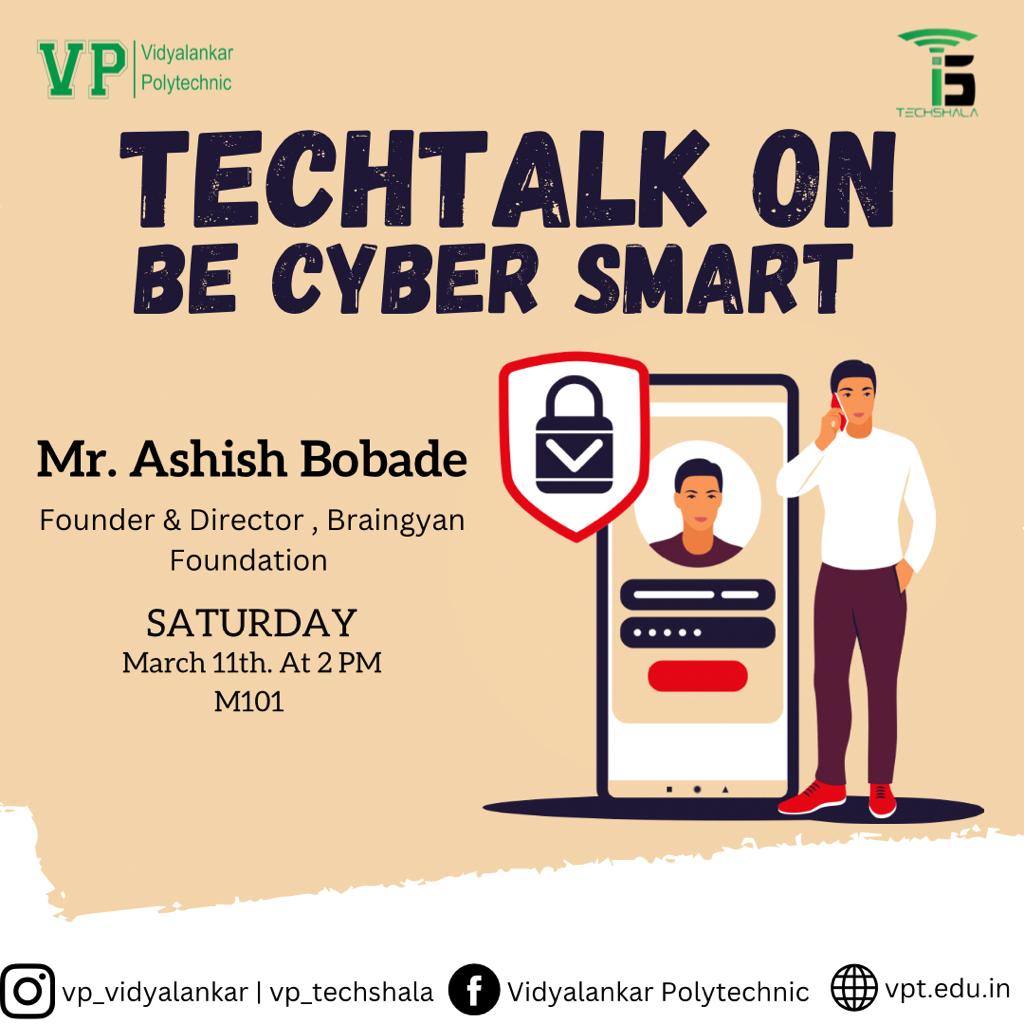 VP
Vidyalankar
Polytechnic
TS
TECHSHALA
TECHTALK ON
BE CYBER SMART
Mr. Ashish Bobade
Founder & Director , Braingyan
Foundation
SATURDAY
March 11th. At 2 PM
M101
vp_vidyalankar | vp_techshala
Vidyalankar Polytechnic
vpt.edu.in